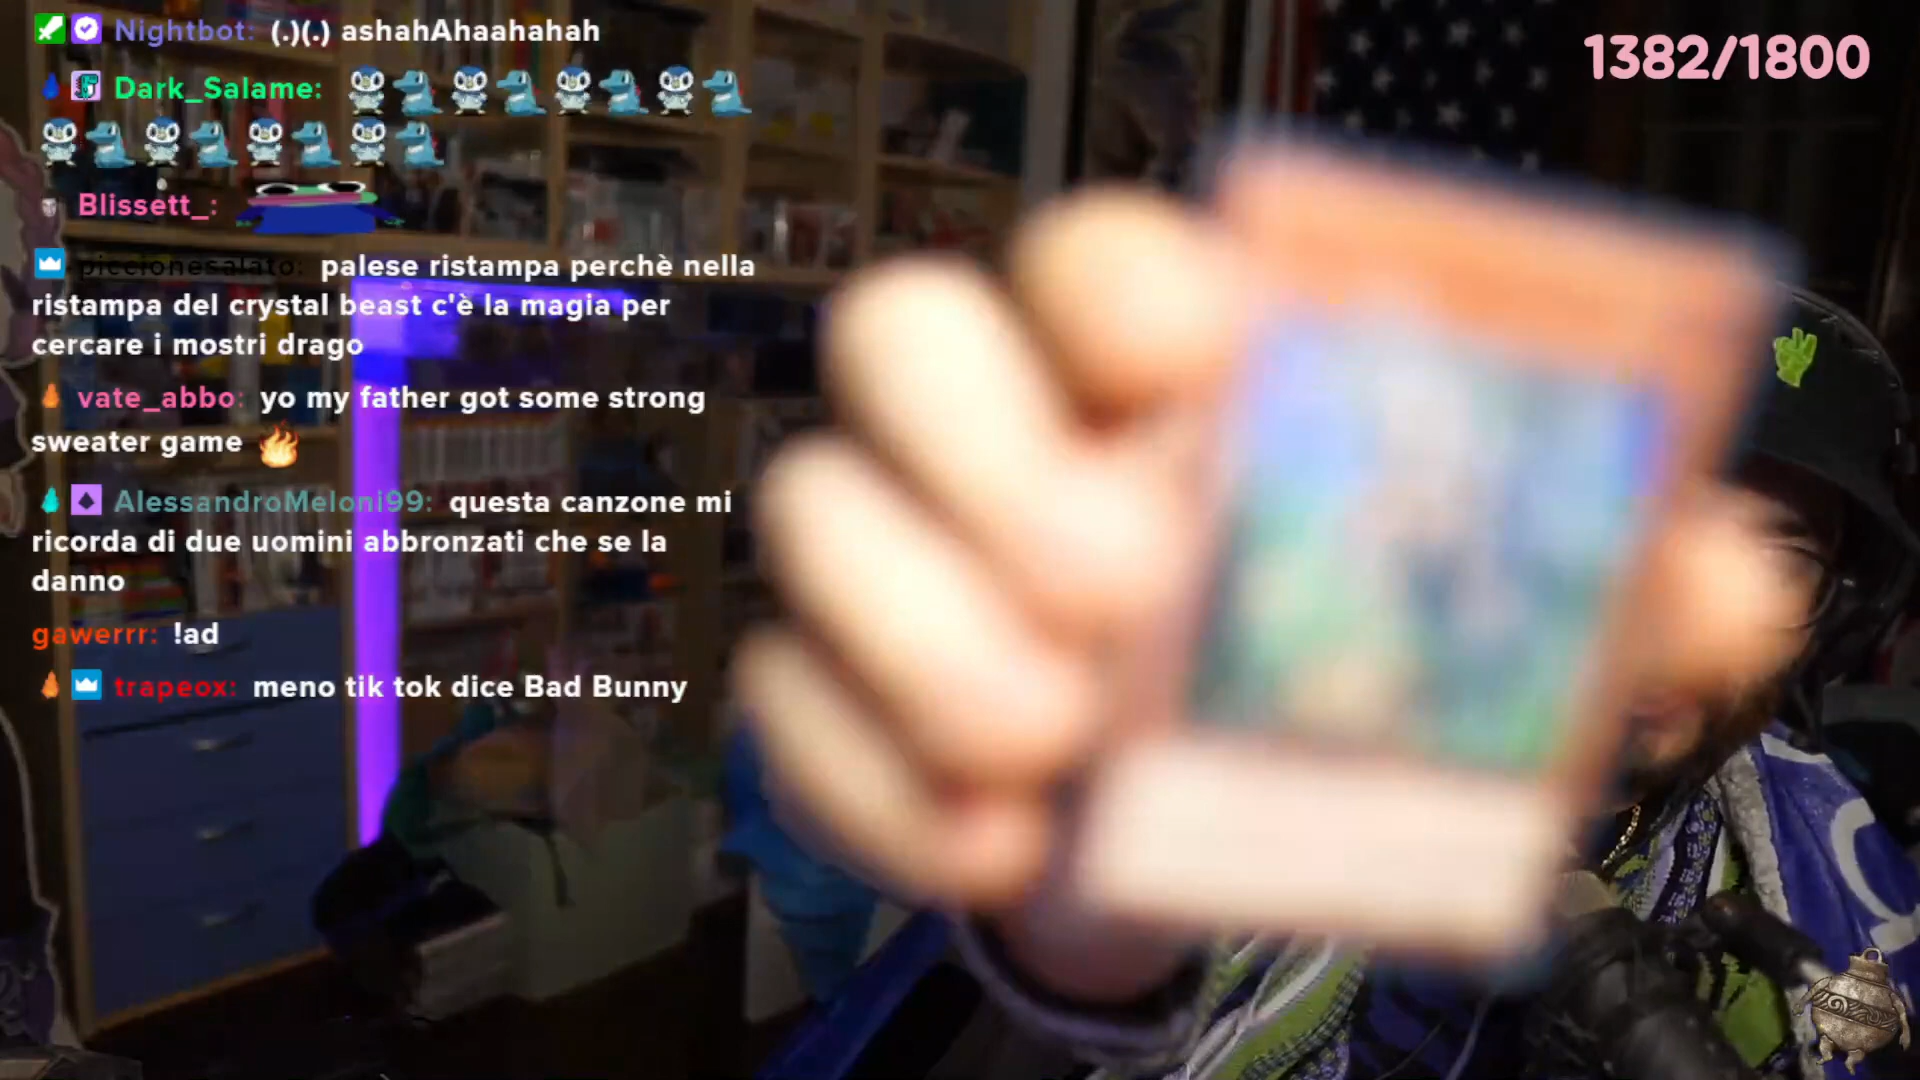 Nightbot: (.)(.) ashahAhaahahah
1382/1800
Dark_Salame:
Blissett_:
piccionesalato: palese ristampa perchè nella
ristampa del crystal beast c'è la magia per
cercare i mostri drago
vate_abbo: yo my father got some strong
sweater game
AlessandroMeloni99: questa canzone mi
ricorda di due uomini abbronzati che se la
danno
gawerrr: !ad
trapeox: meno tik tok dice Bad Bunny